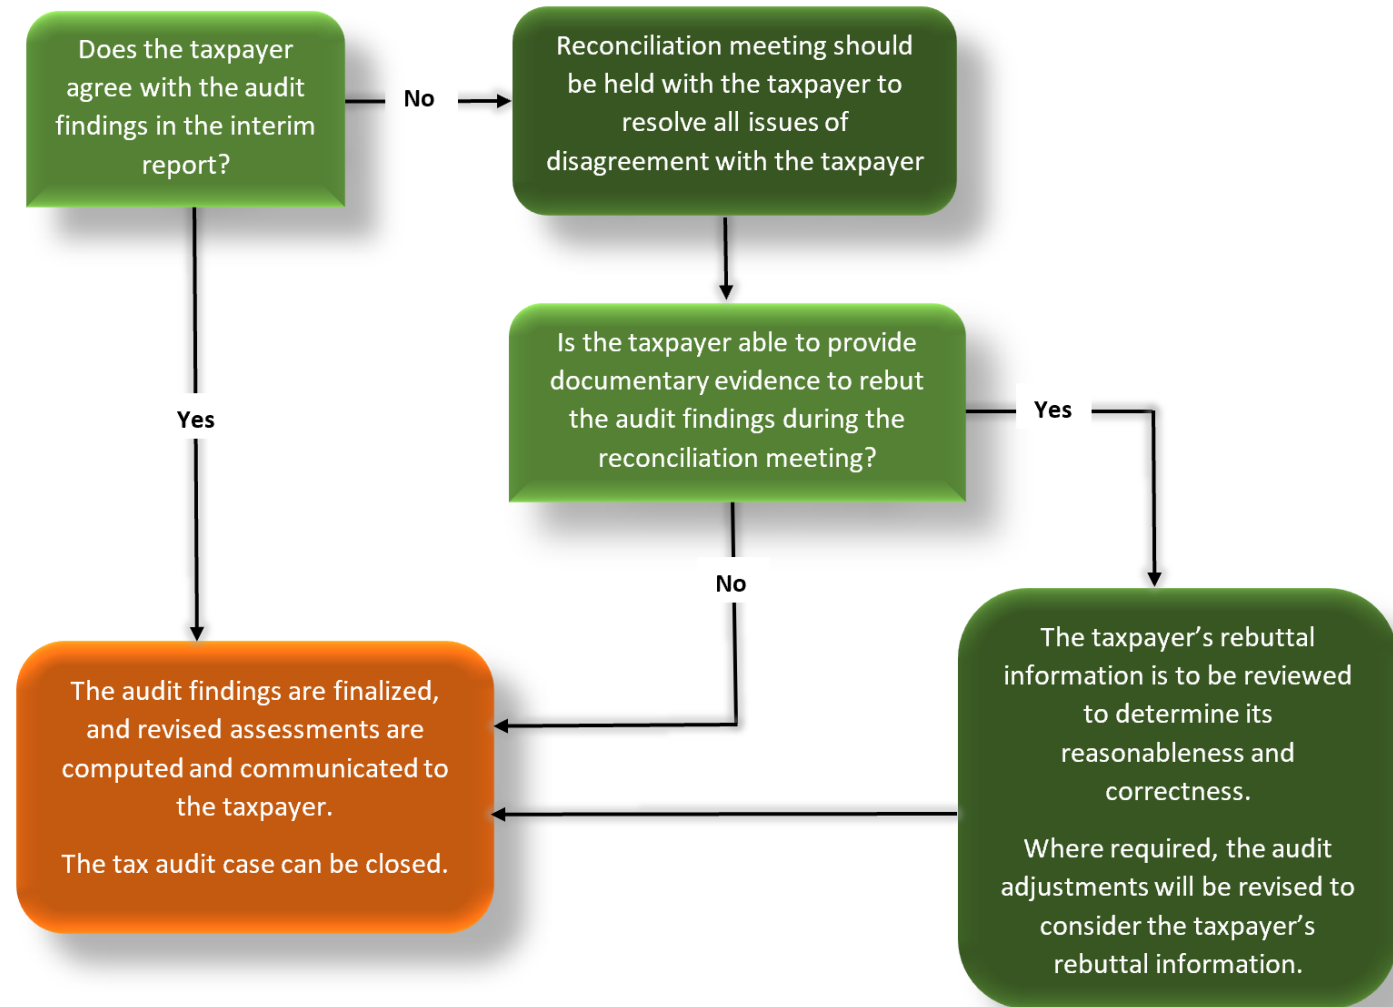 Does the taxpayer
agree with the audit
findings in the interim
report?
No
Reconciliation meeting should
be held with the taxpayer to
resolve all issues of
disagreement with the taxpayer
Is the taxpayer able to provide
documentary evidence to rebut
the audit findings during the
reconciliation meeting?
Yes
Yes
No
The audit findings are finalized,
and revised assessments are
computed and communicated to
the taxpayer.
The tax audit case can be closed.
The taxpayer’s rebuttal
information is to be reviewed
to determine its
reasonableness and
correctness.
Where required, the audit
adjustments will be revised to
consider the taxpayer’s
rebuttal information.